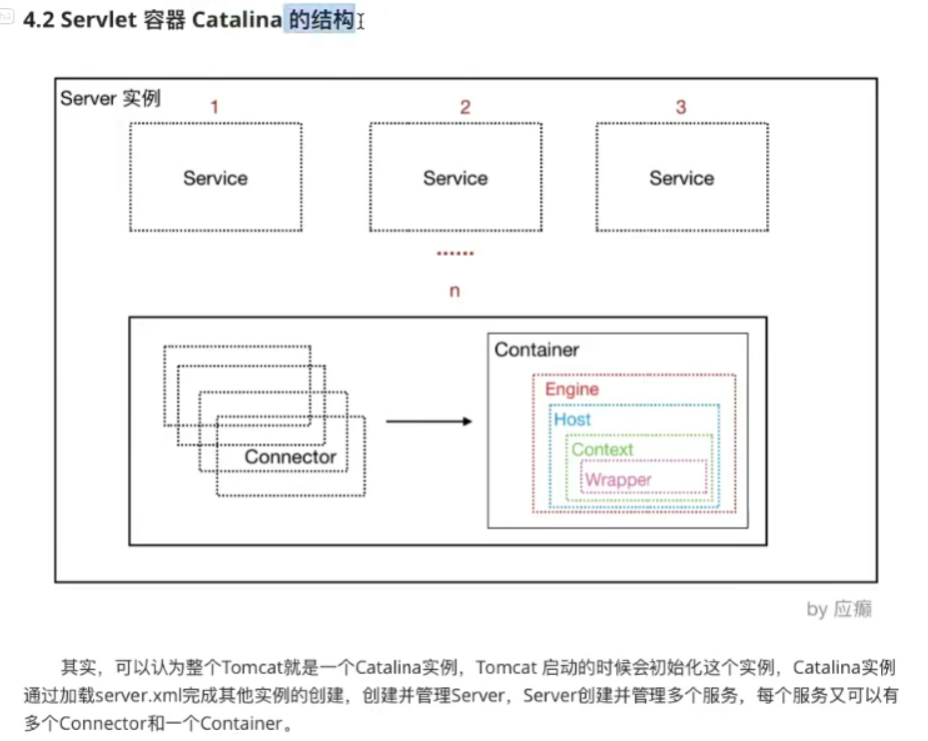 4.2 Servlet 容器 Catalina 的结构
Server 实例
1 2 3
Service Service Service
......
n
Connector
Container
Engine
Host
Context
Wrapper
by 应癫
其实，可以认为整个Tomcat就是一个Catalina实例，Tomcat 启动的时候会初始化这个实例，Catalina实例
通过加载server.xml完成其他实例的创建，创建并管理Server，Server创建并管理多个服务，每个服务又可以有
多个Connector和一个Container。